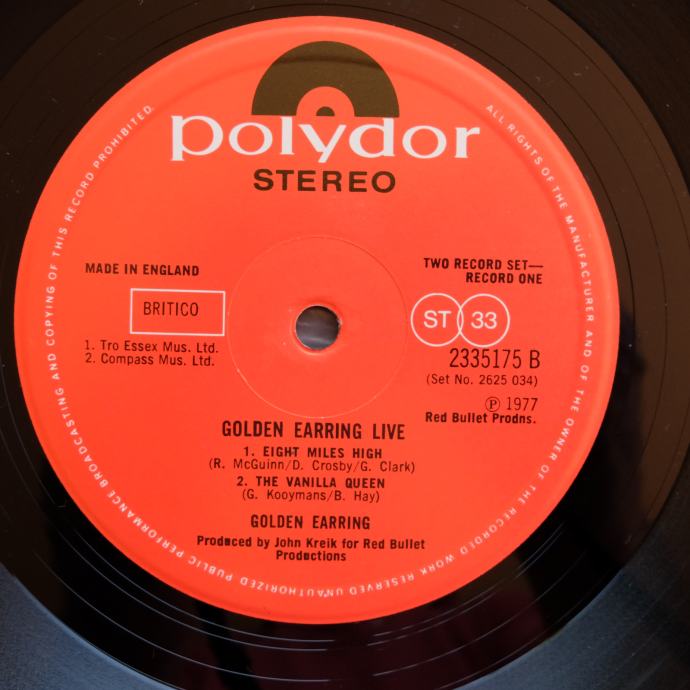 polydor
STEREO
ALL RIGHTS OF THE MANUFACTURER AND OF THE OWNER OF THE RECORDED WORK RESERVED UNAUTHORIZED PUBLIC PERFORMANCE BROADCASTING AND COPYING OF THIS RECORD PROHIBITED.
MADE IN ENGLAND
BRITICO
1. Tro Essex Mus. Ltd.
2. Compass Mus. Ltd.
TWO RECORD SET—
RECORD ONE
ST 33
2335175 B
(Set No. 2625 034)
℗ 1977
Red Bullet Prodns.
GOLDEN EARRING LIVE
1. EIGHT MILES HIGH
(R. McGuinn/D. Crosby/G. Clark)
2. THE VANILLA QUEEN
(G. Kooymans/B. Hay)
GOLDEN EARRING
Produced by John Kreik for Red Bullet
Productions